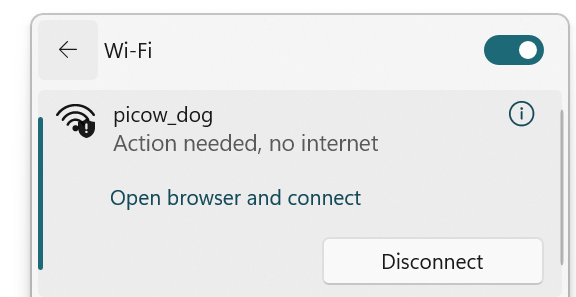 Wi-Fi
picow_dog
Action needed, no internet
Open browser and connect
Disconnect